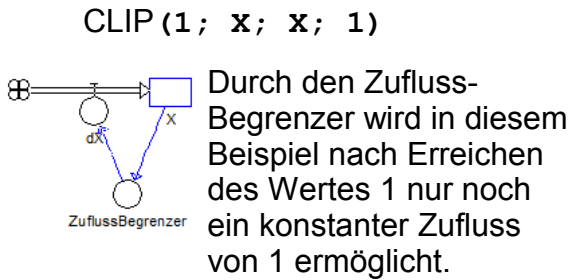 CLIP(1; X; X; 1)
X
dX
ZuflussBegrenzer
Durch den Zufluss-
Begrenzer wird in diesem
Beispiel nach Erreichen
des Wertes 1 nur noch
ein konstanter Zufluss
von 1 ermöglicht.